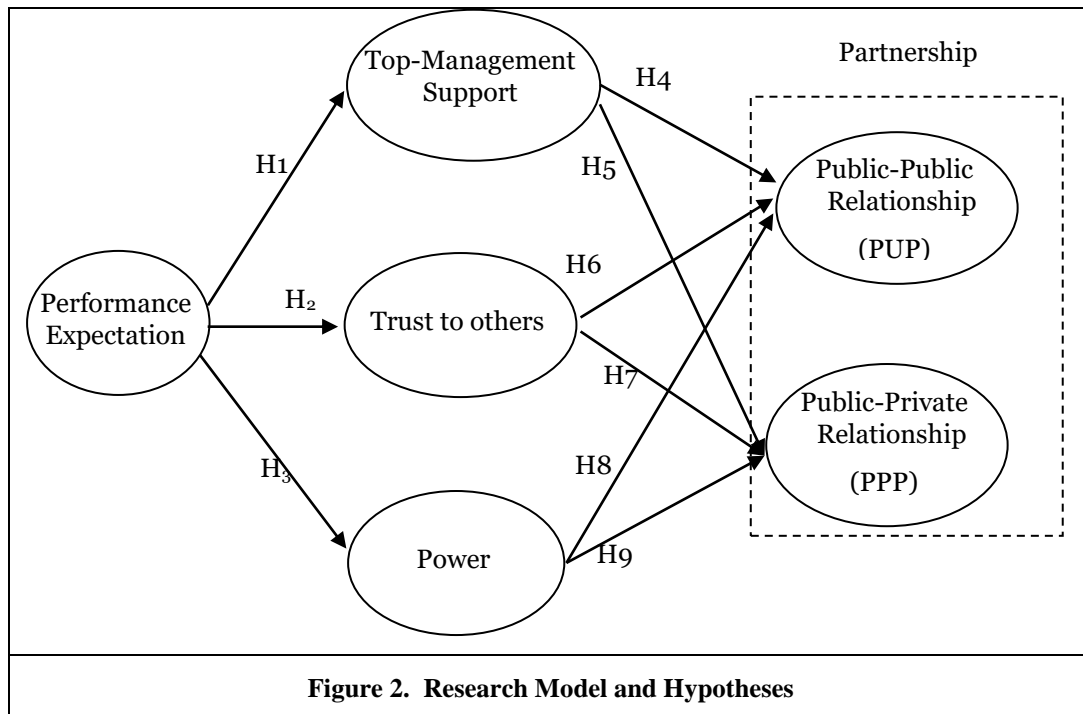 Top-Management
Support
H4
Partnership
H1
H5
Public-Public
Relationship
(PUP)
H6
H2
Performance
Expectation
Trust to others
H7
Public-Private
Relationship
(PPP)
H8
H3
Power
H9
Figure 2. Research Model and Hypotheses